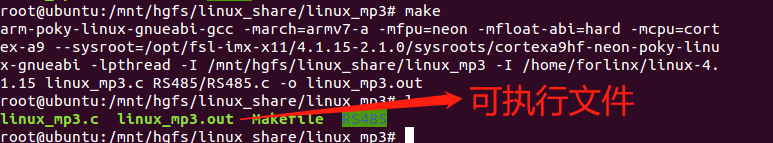 root@ubuntu:/mnt/hgfs/linux_share/linux_mp3# make
arm-poky-linux-gnueabi-gcc -march=armv7-a -mfpu=neon -mfloat-abi=hard -mcpu=cort
ex-a9 --sysroot=/opt/fsl-imx-x11/4.1.15-2.1.0/sysroots/cortexa9hf-neon-poky-linu
x-gnueabi -lpthread -I /mnt/hgfs/linux_share/linux_mp3 -I /home/forlinx/linux-4.
1.15 linux_mp3.c RS485/RS485.c -o linux_mp3.out
root@ubuntu:/mnt/hgfs/linux_share/linux_mp3# l
linux_mp3.c linux_mp3.out Makefile RS485
可执行文件
root@ubuntu:/mnt/hgfs/linux_share/linux_mp3#